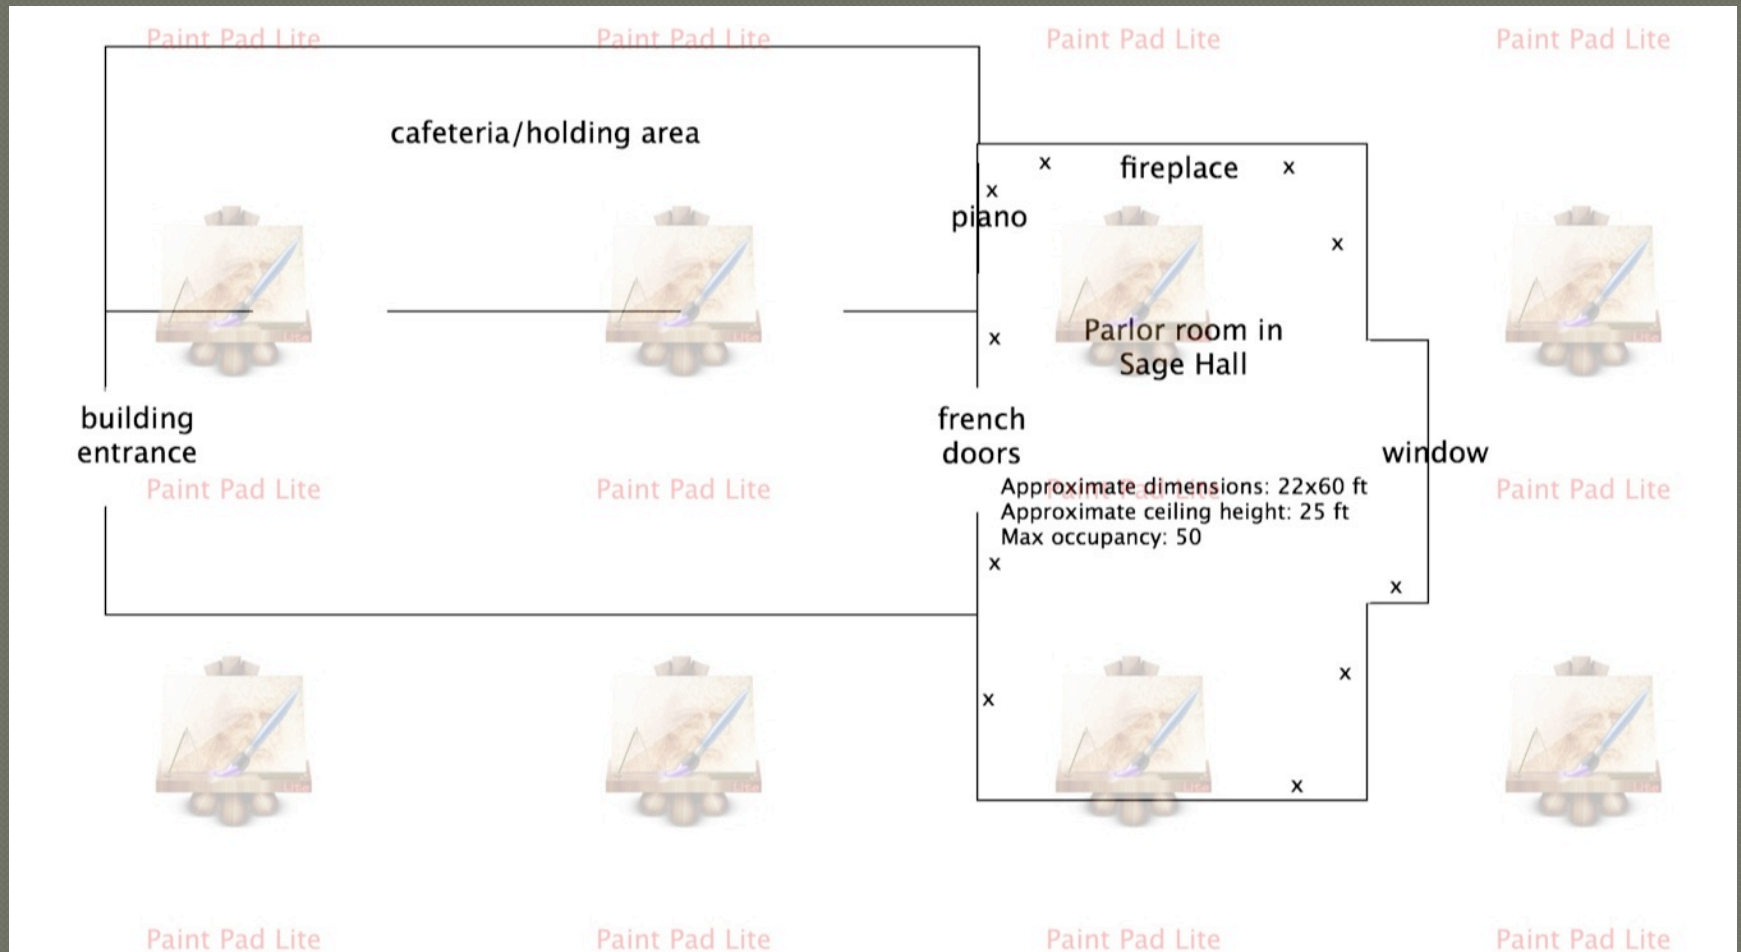 Paint Pad Lite
Paint Pad Lite
Paint Pad Lite
Paint Pad Lite
cafeteria/holding area
x
fireplace
x
x
piano
x
x
Parlor room in
Sage Hall
building
entrance
french
doors
window
Paint Pad Lite
Paint Pad Lite
Paint Pad Lite
Paint Pad Lite
Approximate dimensions: 22x60 ft
Approximate ceiling height: 25 ft
Max occupancy: 50
x
x
x
x
x
Paint Pad Lite
Paint Pad Lite
Paint Pad Lite
Paint Pad Lite